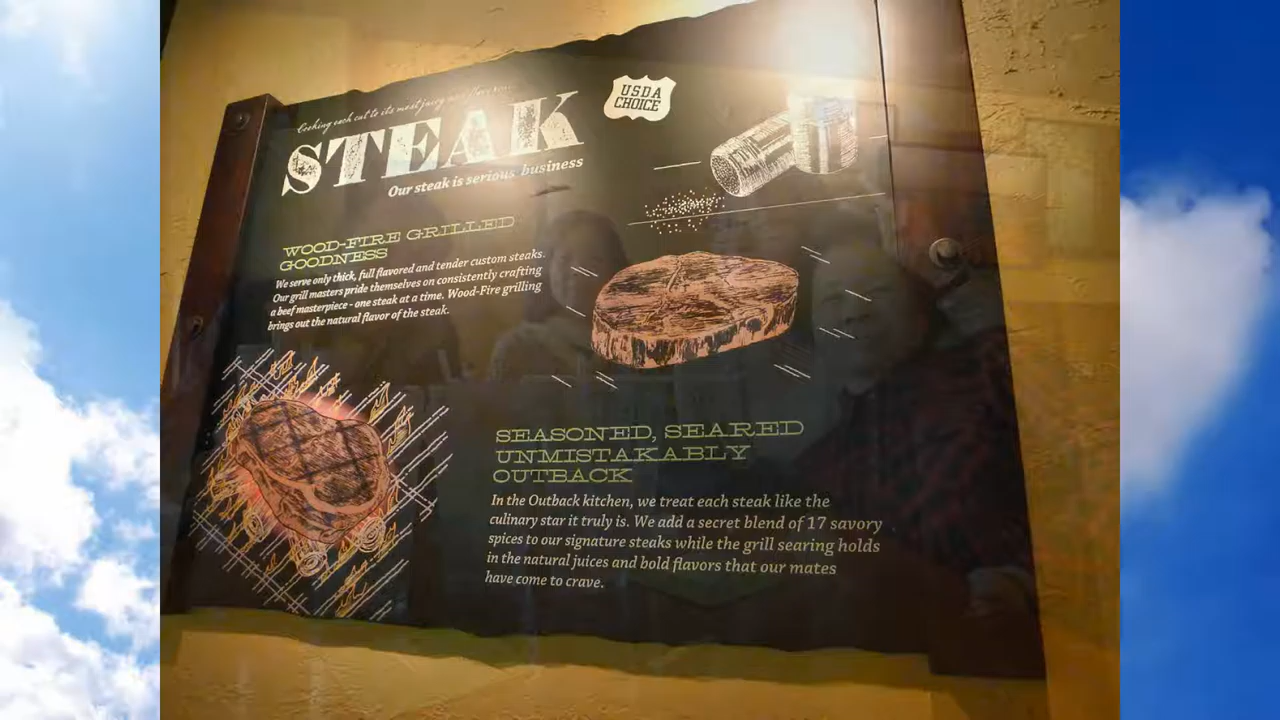 Cooking each cut to its most juicy and flavorful
STEAK
Our steak is serious business
USDA
CHOICE
WOOD-FIRE GRILLED
GOODNESS
We serve only thick, full flavored and tender custom steaks.
Our grill masters pride themselves on consistently crafting
a beef masterpiece - one steak at a time. Wood-Fire grilling
brings out the natural flavor of the steak.
SEASONED, SEARED
UNMISTAKABLY
OUTBACK
In the Outback kitchen, we treat each steak like the
culinary star it truly is. We add a secret blend of 17 savory
spices to our signature steaks while the grill searing holds
in the natural juices and bold flavors that our mates
have come to crave.